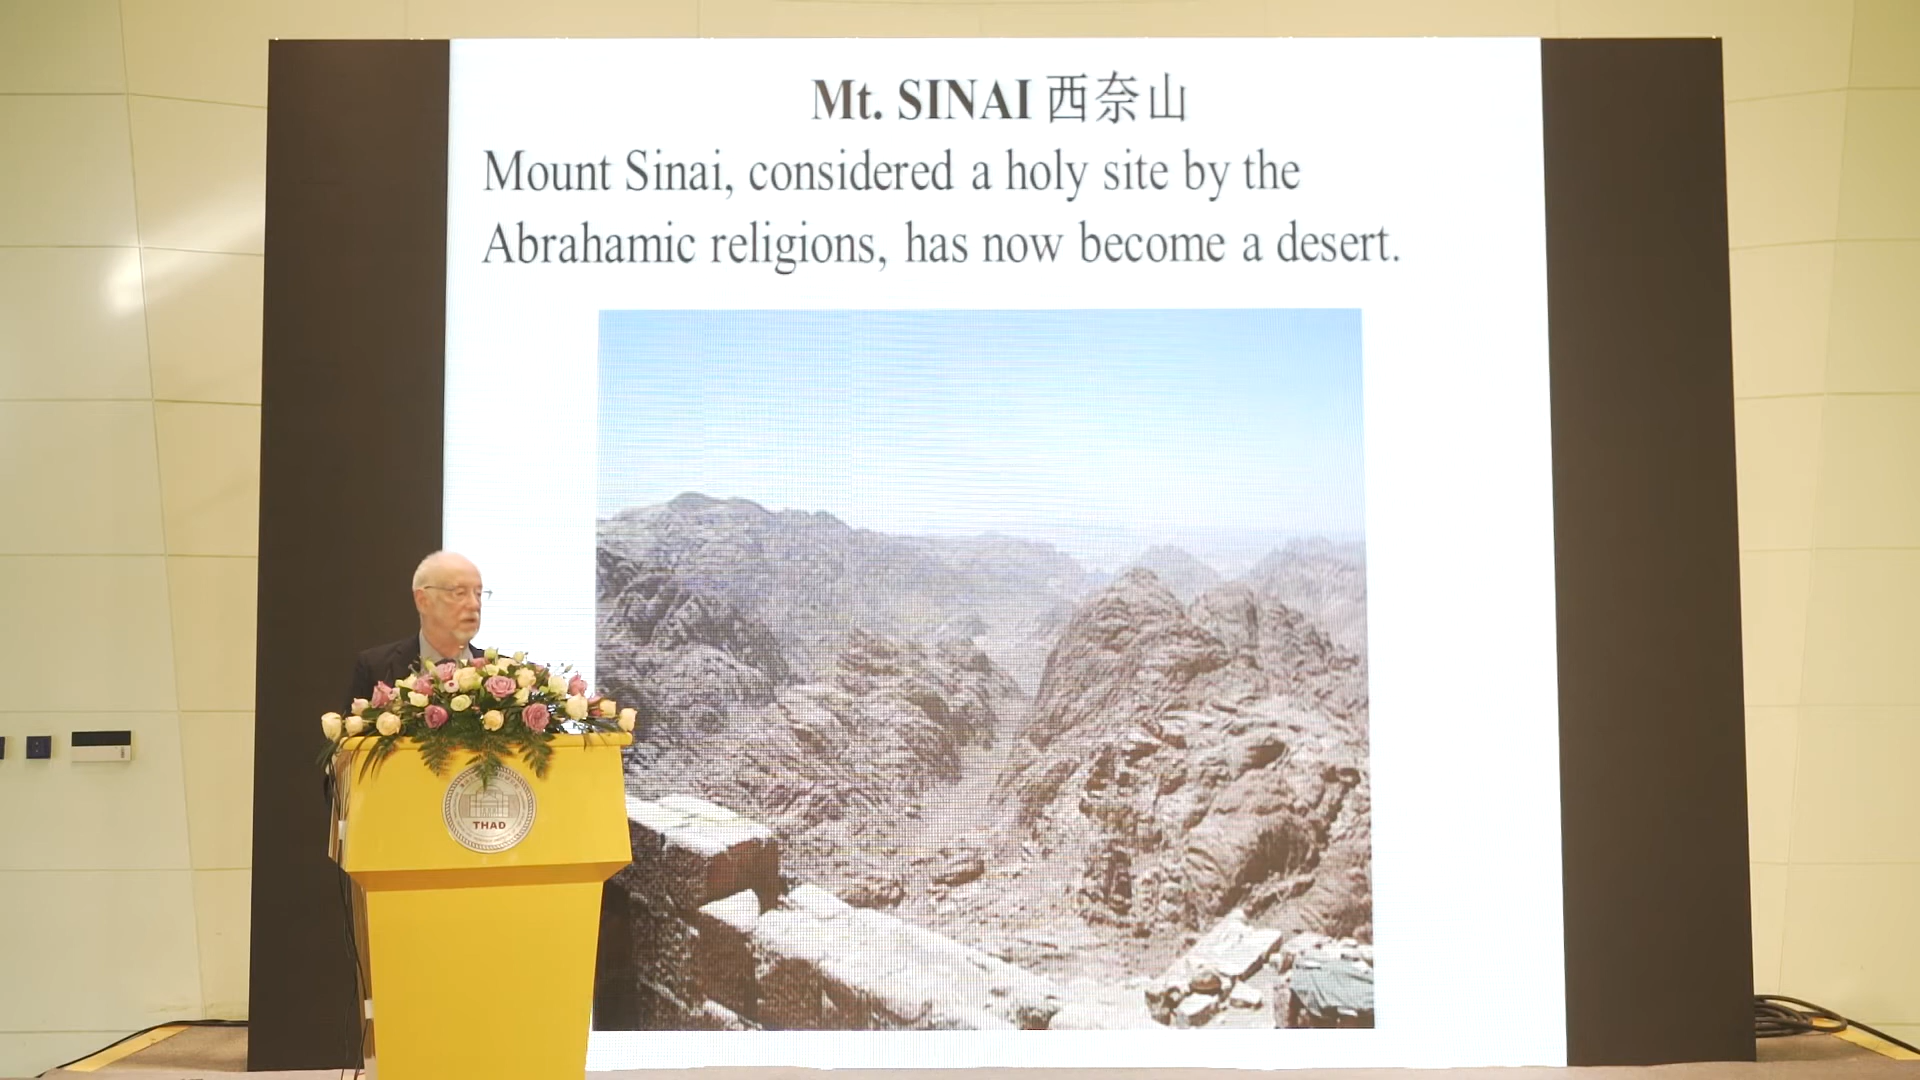 Mt. SINAI 西奈山
Mount Sinai, considered a holy site by the
Abrahamic religions, has now become a desert.
THAD